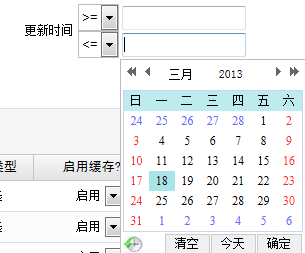 更新时间 >=
<=
三月 2013
日 一 二 三 四 五 六
24 25 26 27 28 1 2
3 4 5 6 7 8 9
10 11 12 13 14 15 16
17 18 19 20 21 22 23
24 25 26 27 28 29 30
31 1 2 3 4 5 6
清空 今天 确定
类型 启用缓存?
启用
启用
启用